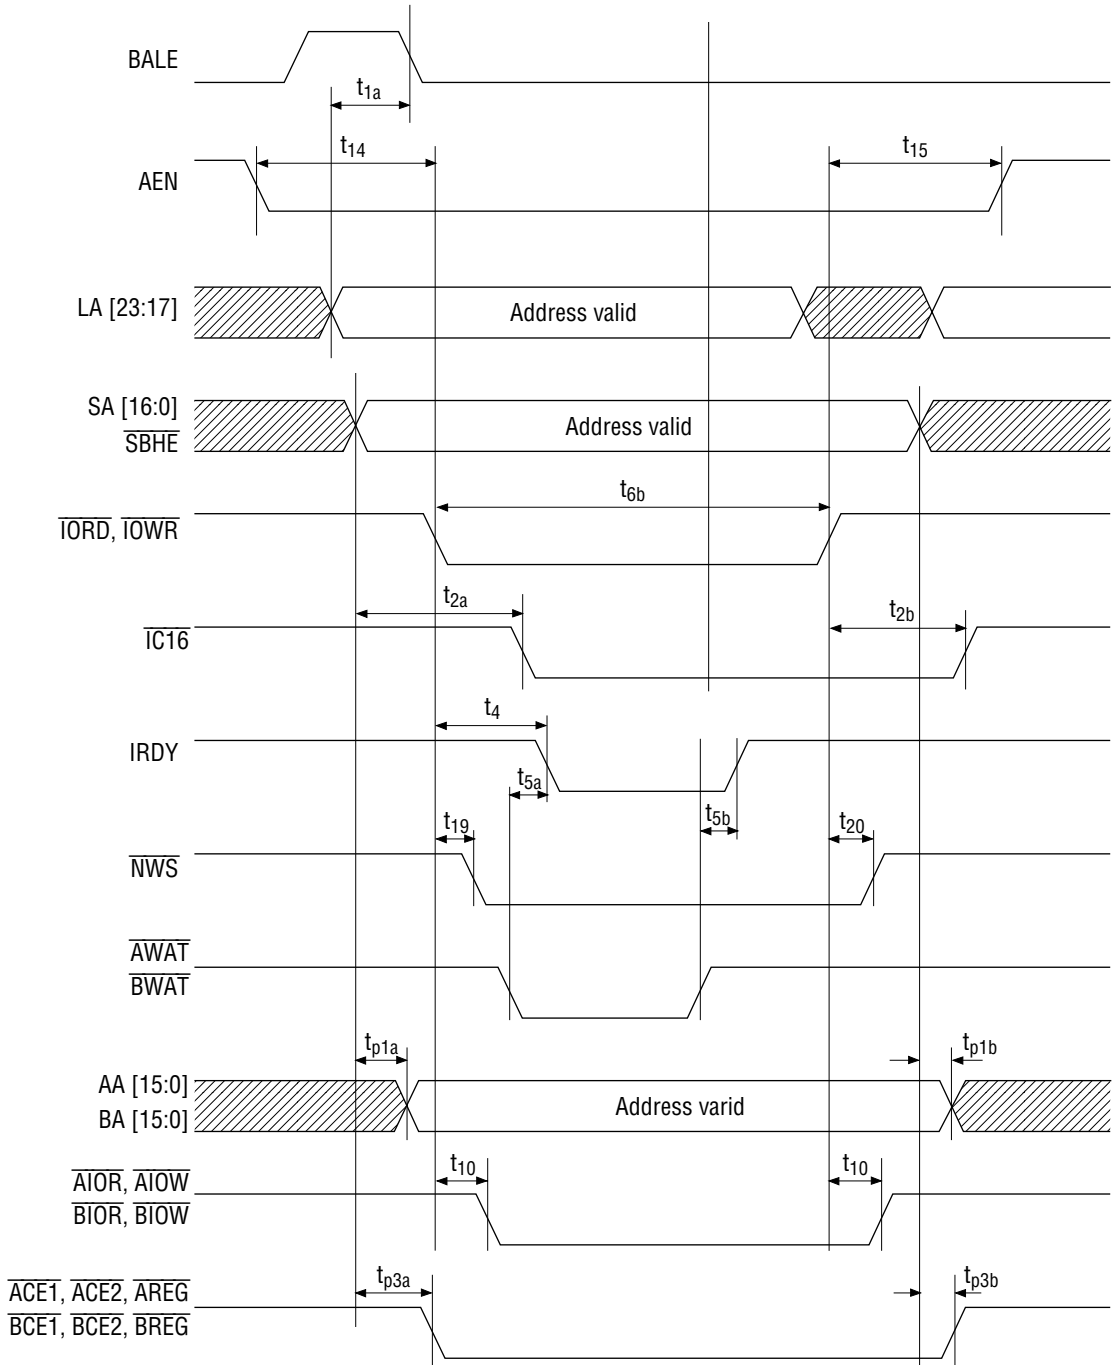 BALE
t1a
t14
t15
AEN
LA [23:17]
Address valid
SA [16:0]
SBHE
Address valid
t6b
IORD, IOWR
t2a
t2b
IC16
t4
IRDY
t5a
t5b
t19
t20
NWS
AWAT
BWAT
tp1a
tp1b
AA [15:0]
BA [15:0]
Address varid
t10
t10
AIOR, AIOW
BIOR, BIOW
tp3a
tp3b
ACE1, ACE2, AREG
BCE1, BCE2, BREG